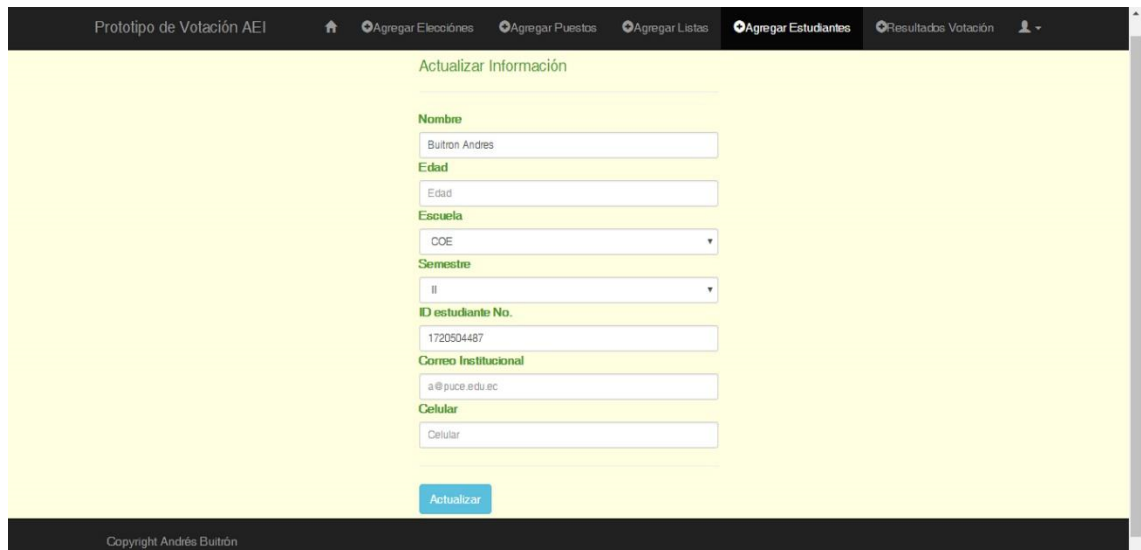 Prototipo de Votación AEI Agregar Elecciónes Agregar Puestos Agregar Listas Agregar Estudiantes Resultados Votación
Actualizar Información
Nombre
Buitron Andres
Edad
Edad
Escuela
COE
Semestre
II
ID estudiante No.
1720504487
Correo Institucional
a@puce.edu.ec
Celular
Celular
Actualizar
Copyright Andrés Buitrón